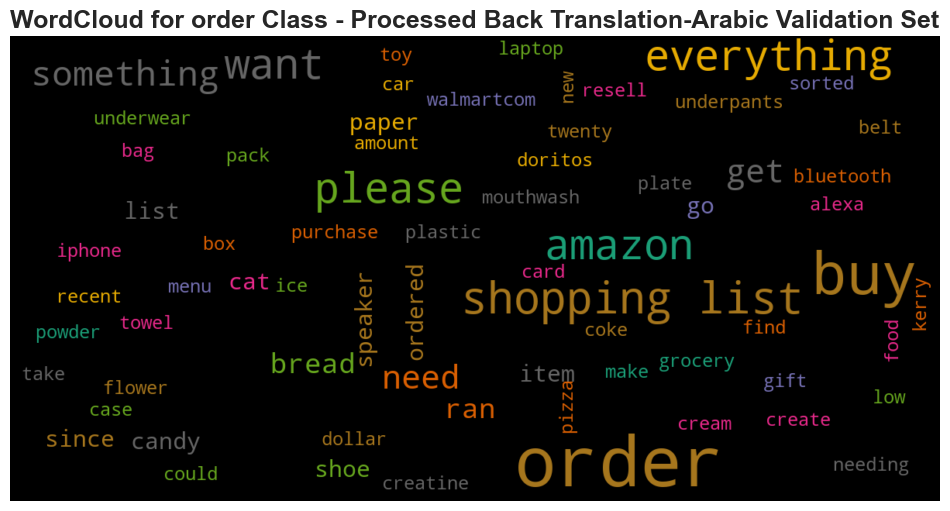 WordCloud for order Class - Processed Back Translation-Arabic Validation Set
something want toy laptop everything
car walmartcom new resell underpants sorted
underwear paper amount twenty belt
bag pack doritos
please mouthwash plate get bluetooth
list go alexa
iphone box purchase plastic amazon
recent menu cat ice card buy
powder towel speaker ordered shopping list kerry
coke find food
take bread need item make grocery
flower pizza gift low
case ran cream create
since candy dollar order
could shoe creatine needing